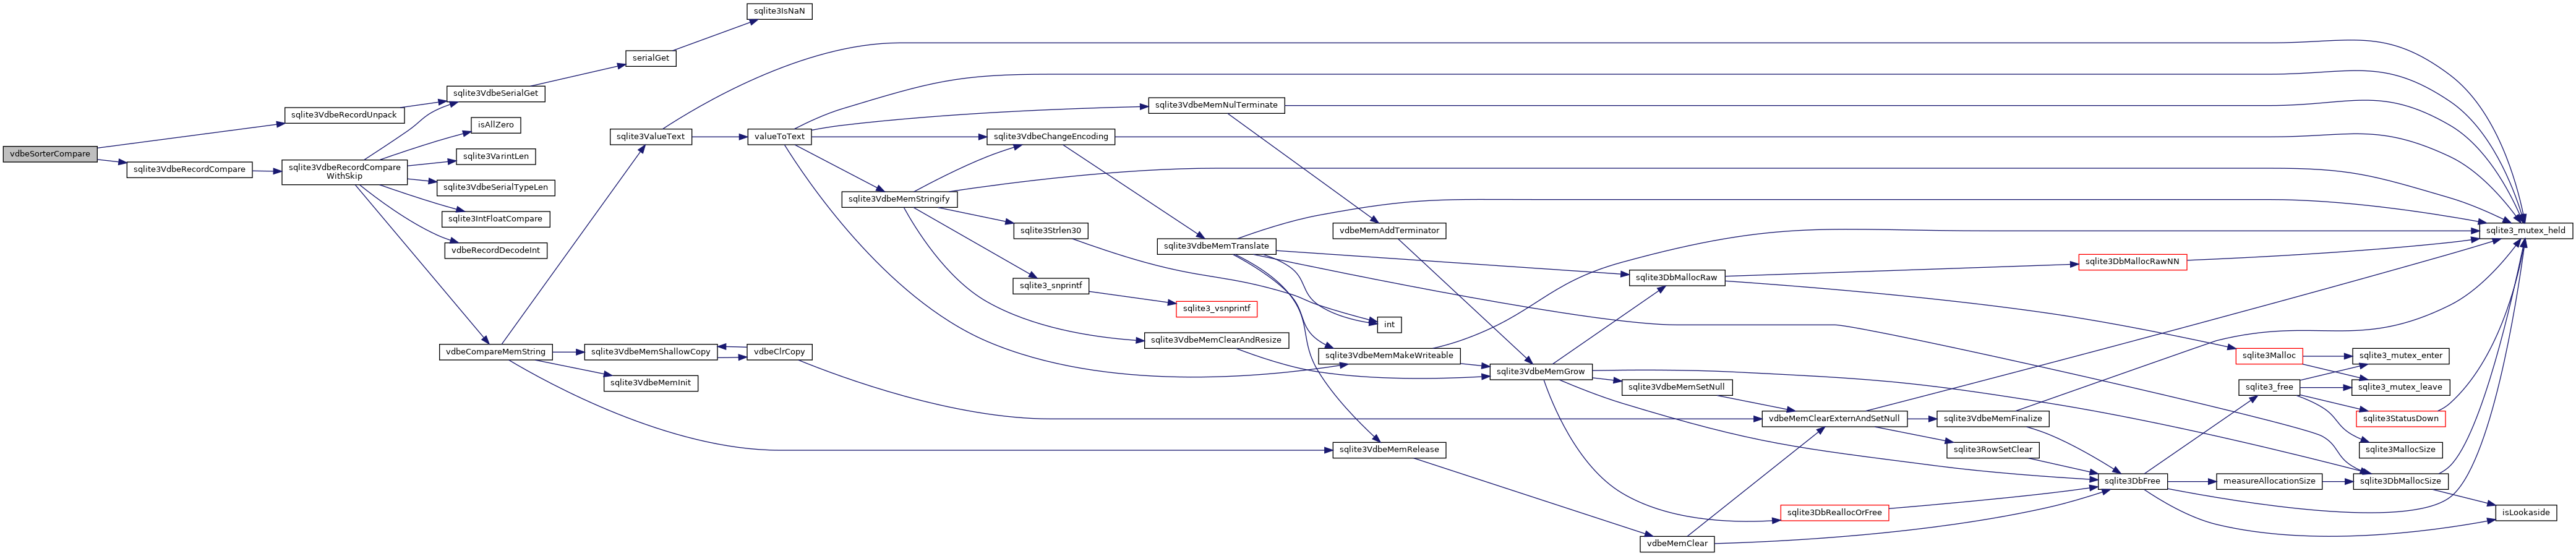 sqlite3IsNaN
serialGet
sqlite3VdbeSerialGet
sqlite3VdbeRecordUnpack
isAllZero
vdbeSorterCompare
sqlite3VdbeRecordCompare
sqlite3VdbeRecordCompare
WithSkip
sqlite3VarintLen
sqlite3VdbeSerialTypeLen
sqlite3IntFloatCompare
vdbeRecordDecodeInt
vdbeCompareMemString
sqlite3ValueText
sqlite3VdbeMemShallowCopy
sqlite3VdbeMemInit
valueToText
vdbeClrCopy
sqlite3VdbeMemStringify
sqlite3VdbeChangeEncoding
sqlite3Strlen30
sqlite3_snprintf
sqlite3VdbeMemNulTerminate
sqlite3VdbeMemTranslate
sqlite3_vsnprintf
sqlite3VdbeMemClearAndResize
vdbeMemAddTerminator
int
sqlite3VdbeMemMakeWriteable
sqlite3VdbeMemRelease
sqlite3VdbeMemGrow
sqlite3DbMallocRaw
sqlite3VdbeMemSetNull
vdbeMemClear
vdbeMemClearExternAndSetNull
sqlite3DbReallocOrFree
sqlite3VdbeMemFinalize
sqlite3RowSetClear
sqlite3DbMallocRawNN
sqlite3DbFree
sqlite3Malloc
sqlite3_free
measureAllocationSize
sqlite3_mutex_enter
sqlite3_mutex_leave
sqlite3StatusDown
sqlite3MallocSize
sqlite3DbMallocSize
sqlite3_mutex_held
isLookaside